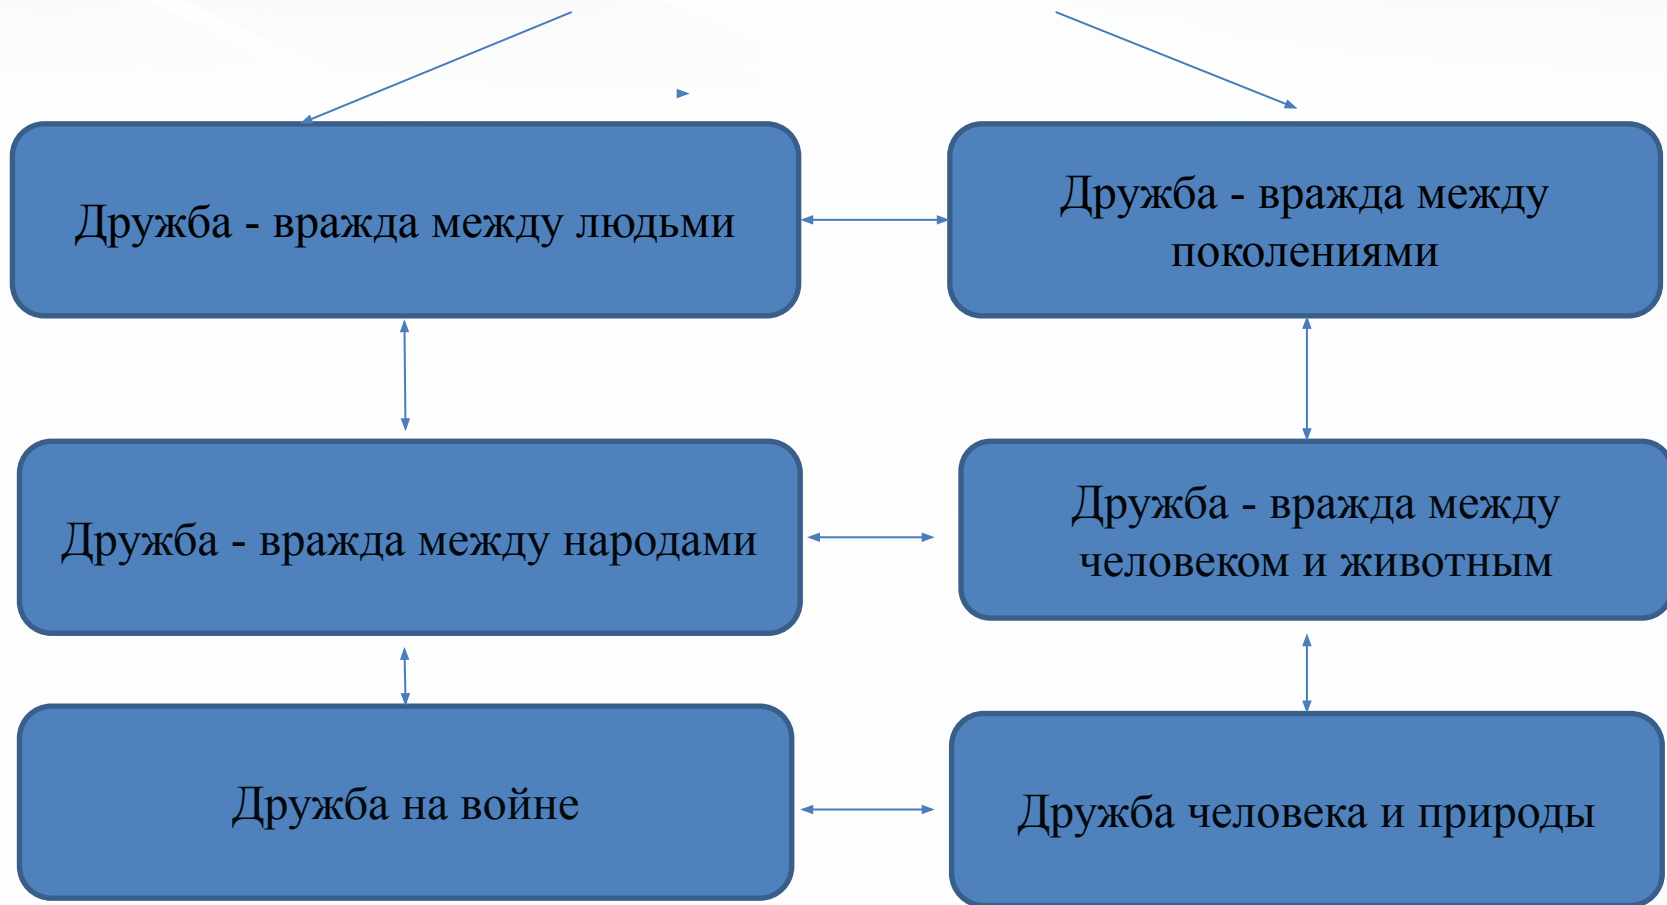 Дружба - вражда между людьми
Дружба - вражда между
поколениями
Дружба - вражда между народами
Дружба - вражда между
человеком и животным
Дружба на войне
Дружба человека и природы